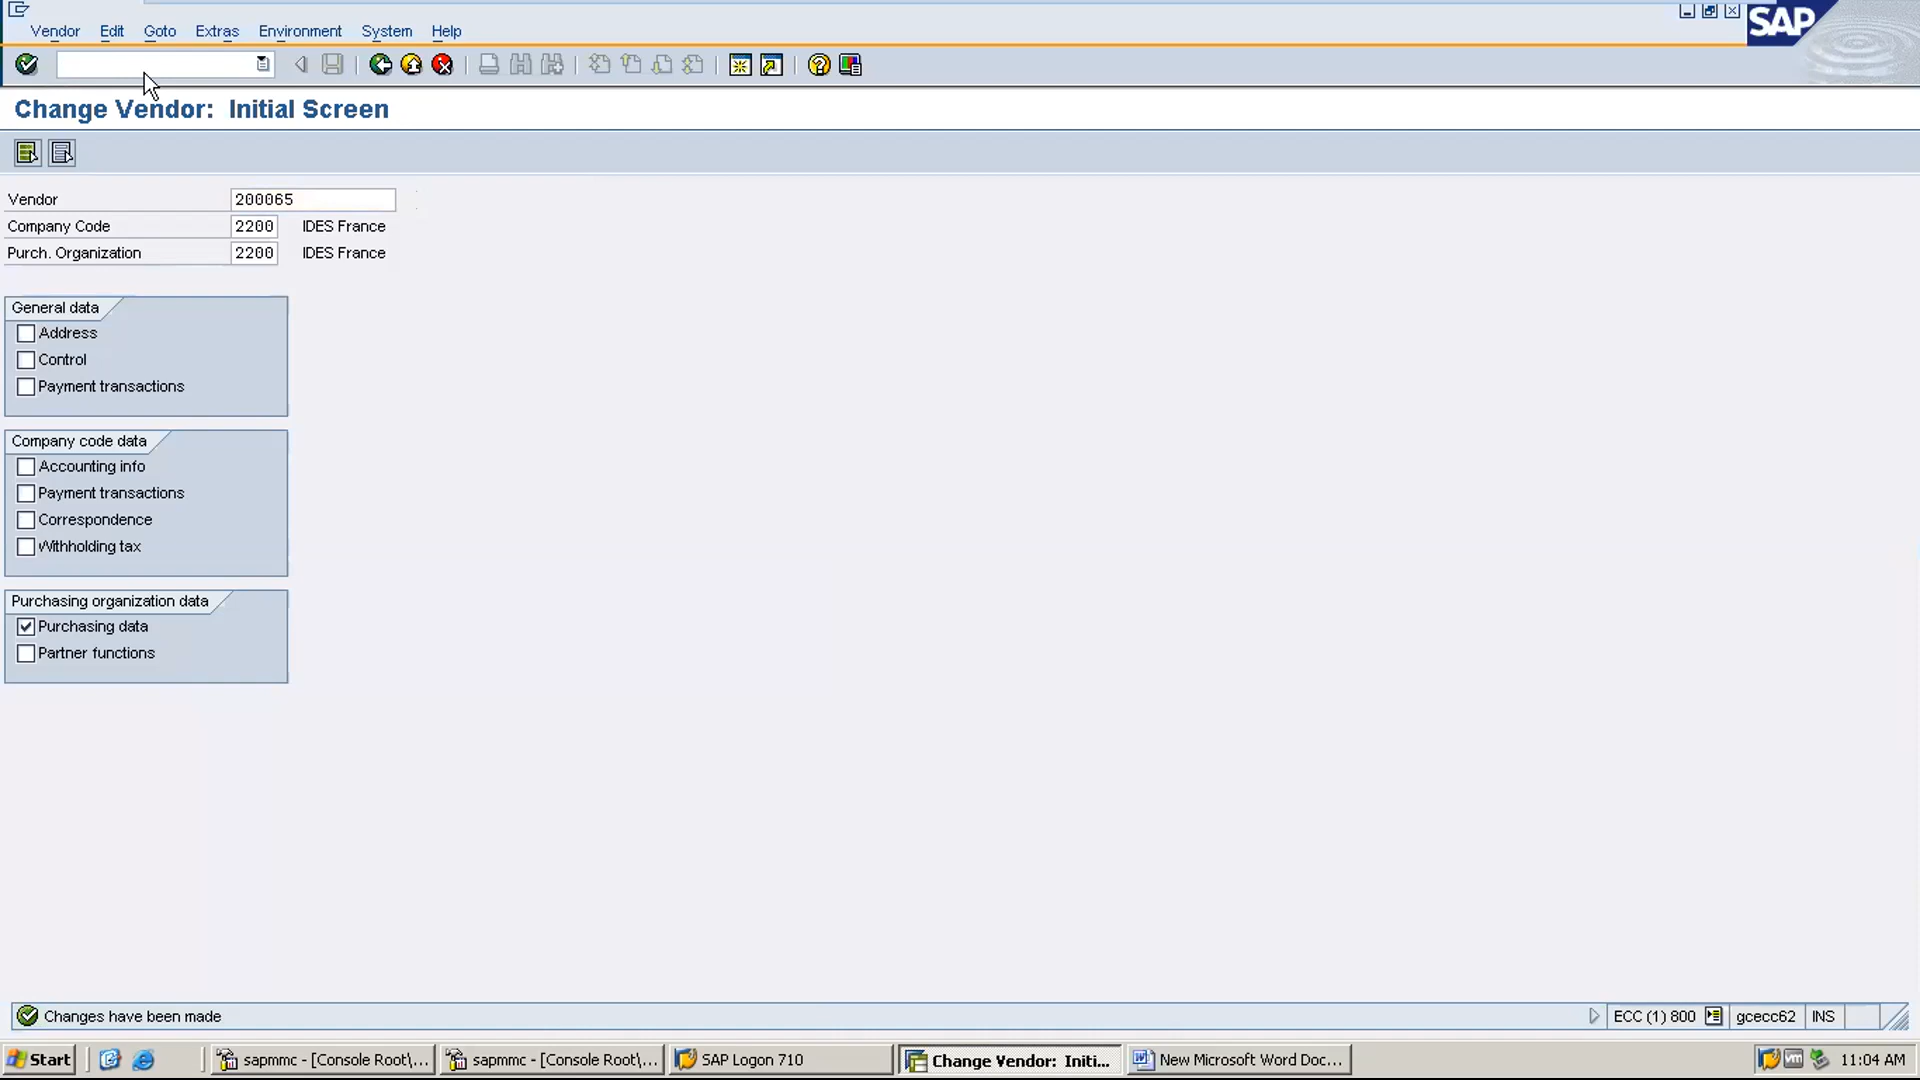 Vendor Edit Goto Extras Environment System Help
SAP
Change Vendor: Initial Screen
Vendor 200065
Company Code 2200 IDES France
Purch. Organization 2200 IDES France
General data
Address
Control
Payment transactions
Company code data
Accounting info
Payment transactions
Correspondence
Withholding tax
Purchasing organization data
Purchasing data
Partner functions
Changes have been made ECC (1) 800 gcecc62 INS
Start sapmmc - [Console Root\... sapmmc - [Console Root\... SAP Logon 710 Change Vendor: Initi... New Microsoft Word Doc... 11:04 AM